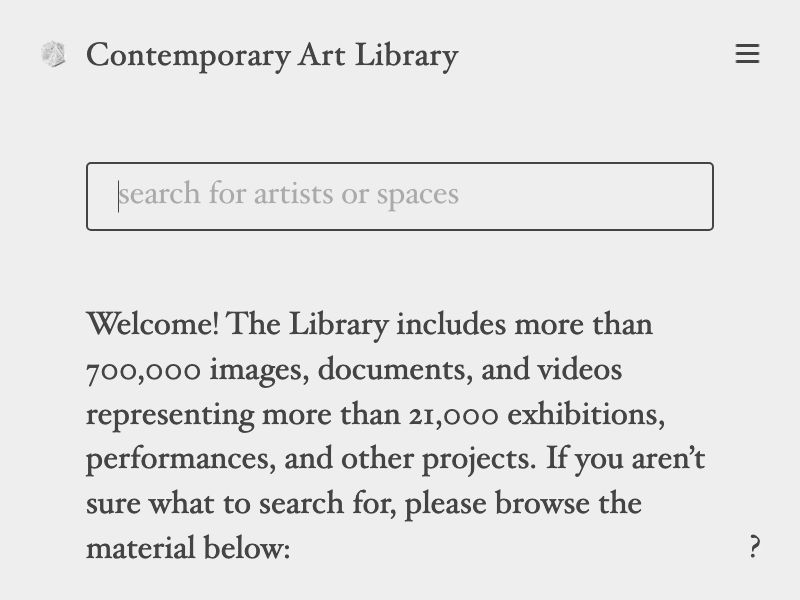 Contemporary Art Library
search for artists or spaces
Welcome! The Library includes more than
700,000 images, documents, and videos
representing more than 21,000 exhibitions,
performances, and other projects. If you aren’t
sure what to search for, please browse the
material below:
?